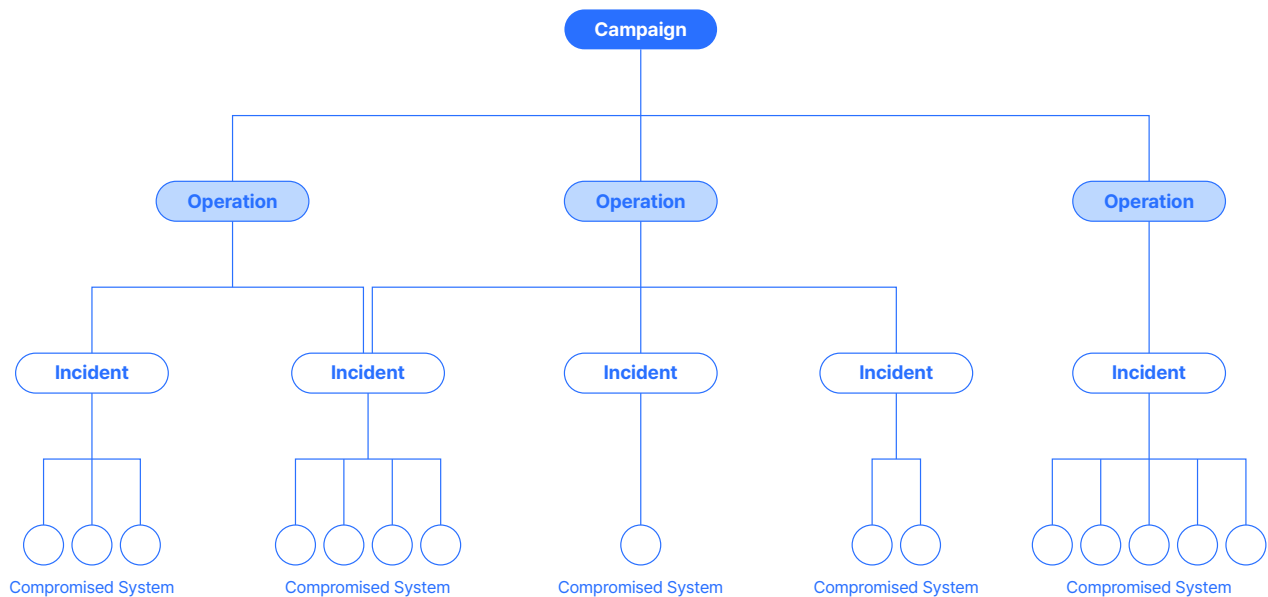 Campaign
Operation
Operation
Operation
Incident
Incident
Incident
Incident
Incident
Compromised System
Compromised System
Compromised System
Compromised System
Compromised System